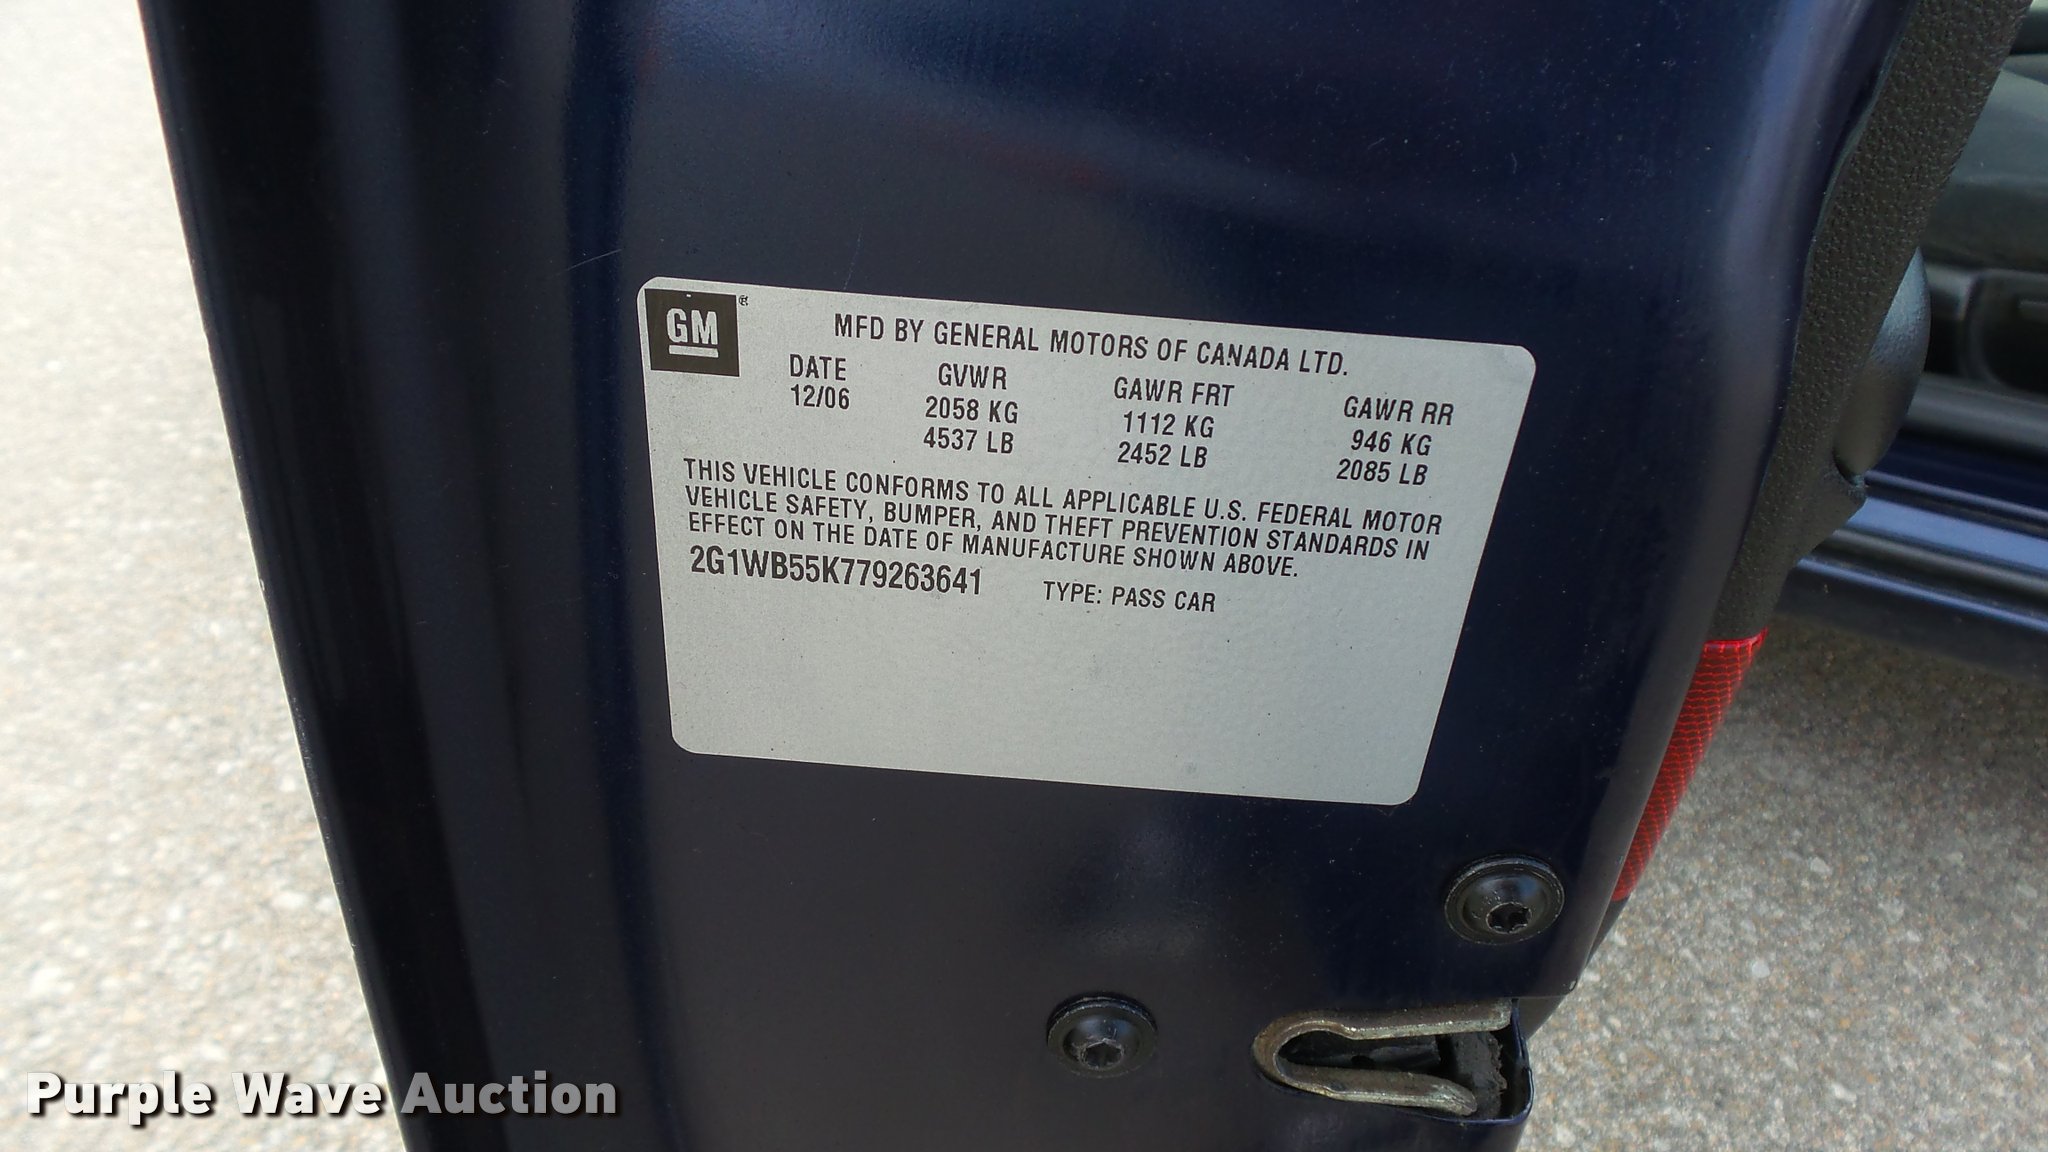 GM ®
MFD BY GENERAL MOTORS OF CANADA LTD.
DATE GVWR GAWR FRT GAWR RR
12/06 2058 KG 1112 KG 946 KG
4537 LB 2452 LB 2085 LB
THIS VEHICLE CONFORMS TO ALL APPLICABLE U.S. FEDERAL MOTOR
VEHICLE SAFETY, BUMPER, AND THEFT PREVENTION STANDARDS IN
EFFECT ON THE DATE OF MANUFACTURE SHOWN ABOVE.
2G1WB55K779263641 TYPE: PASS CAR
Purple Wave Auction